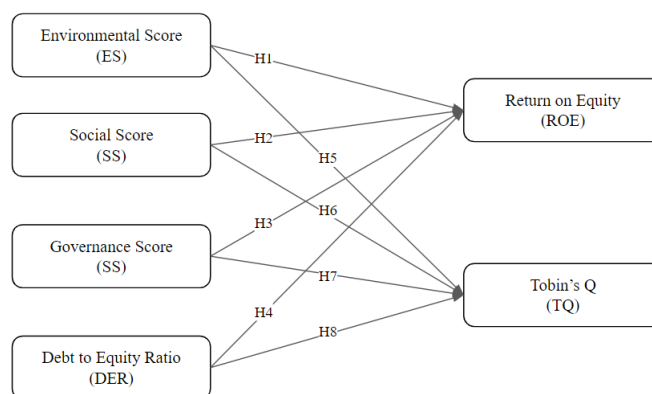 Environmental Score
(ES)
H1
Return on Equity
(ROE)
Social Score
(SS)
H2
H5
H6
Governance Score
(SS)
H3
H7
Tobin's Q
(TQ)
H4
H8
Debt to Equity Ratio
(DER)